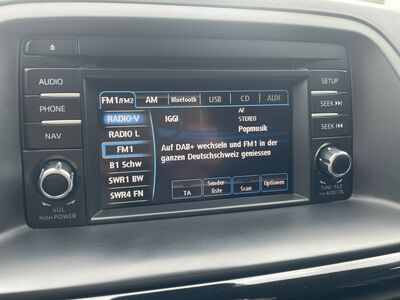 AUDIO
PHONE
NAV
VOL
PUSH POWER
FM1/FM2 AM Bluetooth USB CD AUX
RADIO-V IGGI AF
STEREO
RADIO L Popmusik
FM1 Auf DAB+ wechseln und FM1 in der
B1 Schw ganzen Deutschschweiz geniessen
SWR1 BW
SWR4 FN TA Sender-
liste Scan Optionen
SETUP
SEEK
SEEK
TUNE/FILE
PUSH AUDIO CTRL